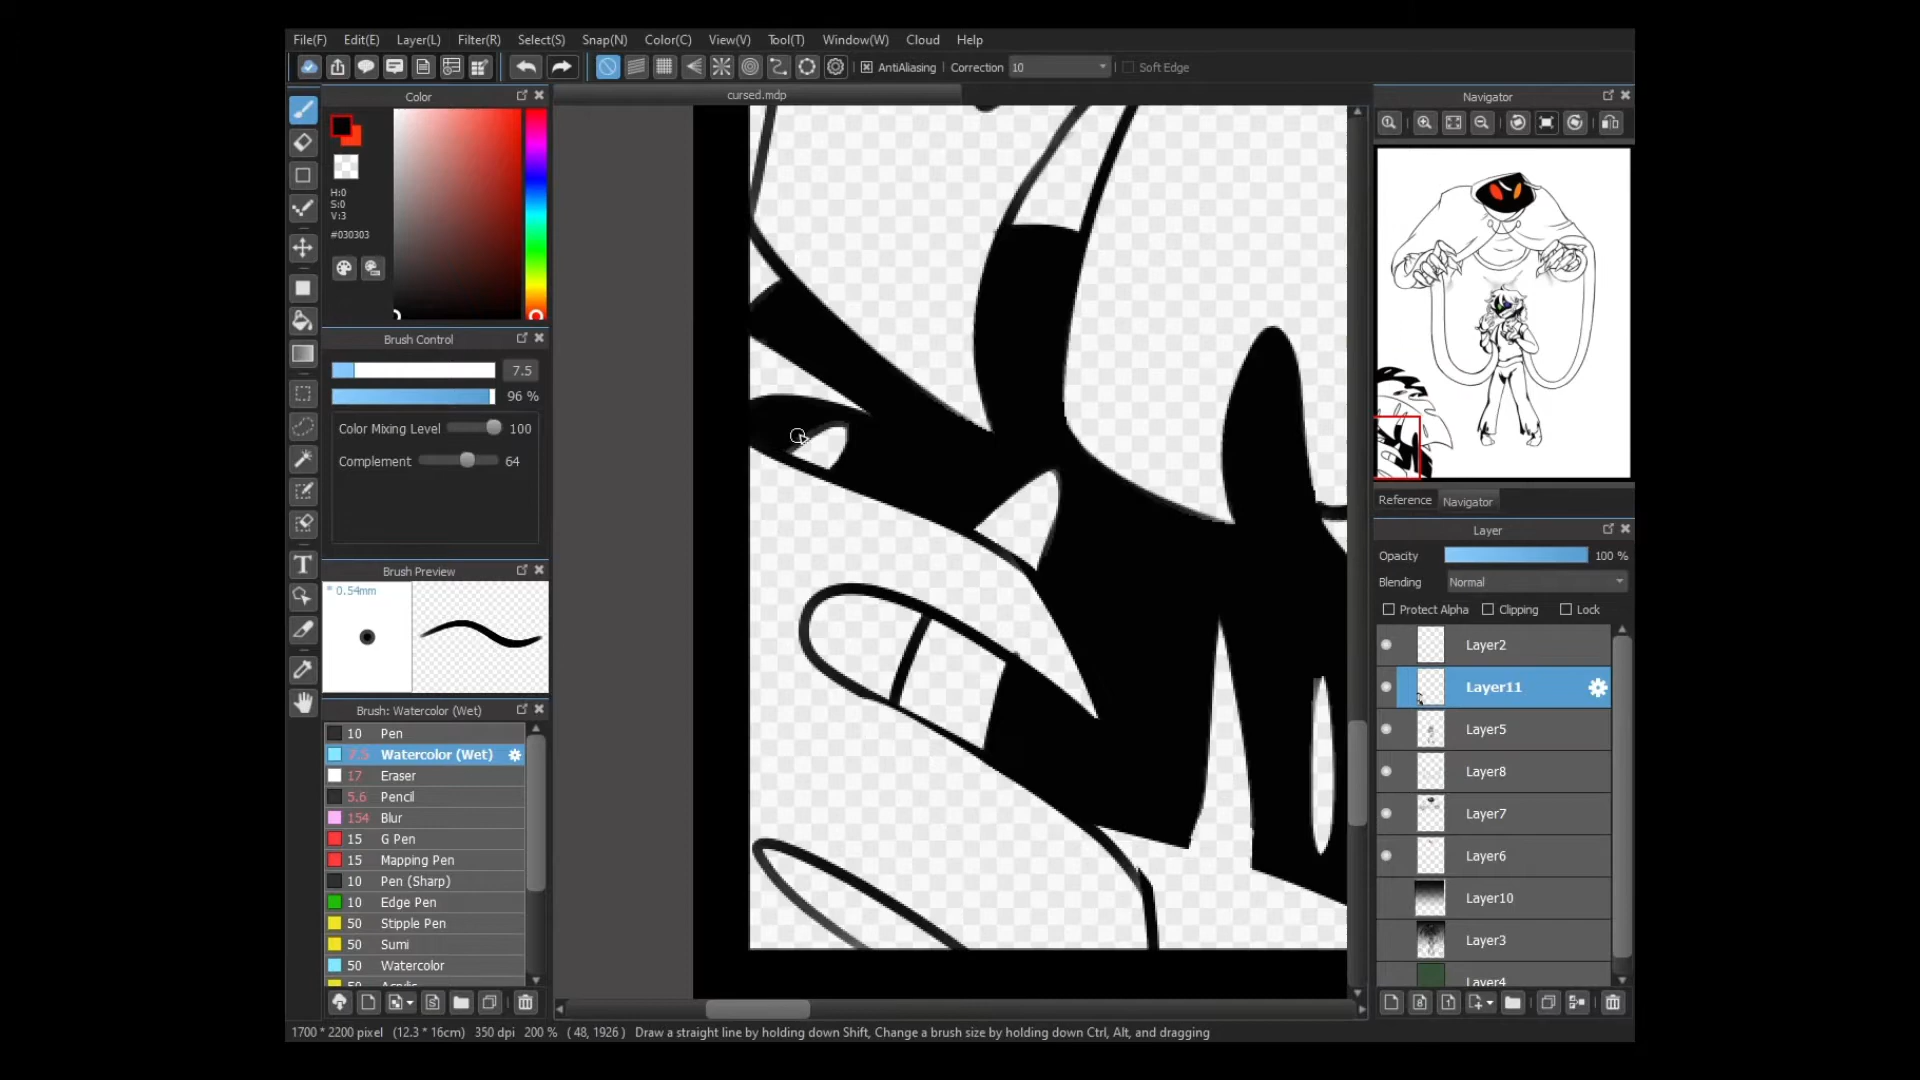 File(F) Edit(E) Layer(L) Filter(R) Select(S) Snap(N) Color(C) View(V) Tool(T) Window(W) Cloud Help
AntiAliasing Correction 10 Soft Edge
Color
cursed.mdp
Navigator
H:0
S:0
V:3
#030303
Brush Control
7.5
96 %
Color Mixing Level 100
Complement 64
Brush Preview
* 0.54mm
Brush: Watercolor (Wet)
10 Pen
7.5 Watercolor (Wet)
17 Eraser
5.6 Pencil
154 Blur
15 G Pen
15 Mapping Pen
10 Pen (Sharp)
10 Edge Pen
50 Stipple Pen
50 Sumi
50 Watercolor
Reference Navigator
Layer
Opacity 100 %
Blending Normal
Protect Alpha Clipping Lock
Layer2
Layer11
Layer5
Layer8
Layer7
Layer6
Layer10
Layer3
Layer4
1700 * 2200 pixel (12.3 * 16cm) 350 dpi 200 % ( 48, 1926 ) Draw a straight line by holding down Shift, Change a brush size by holding down Ctrl, Alt, and dragging